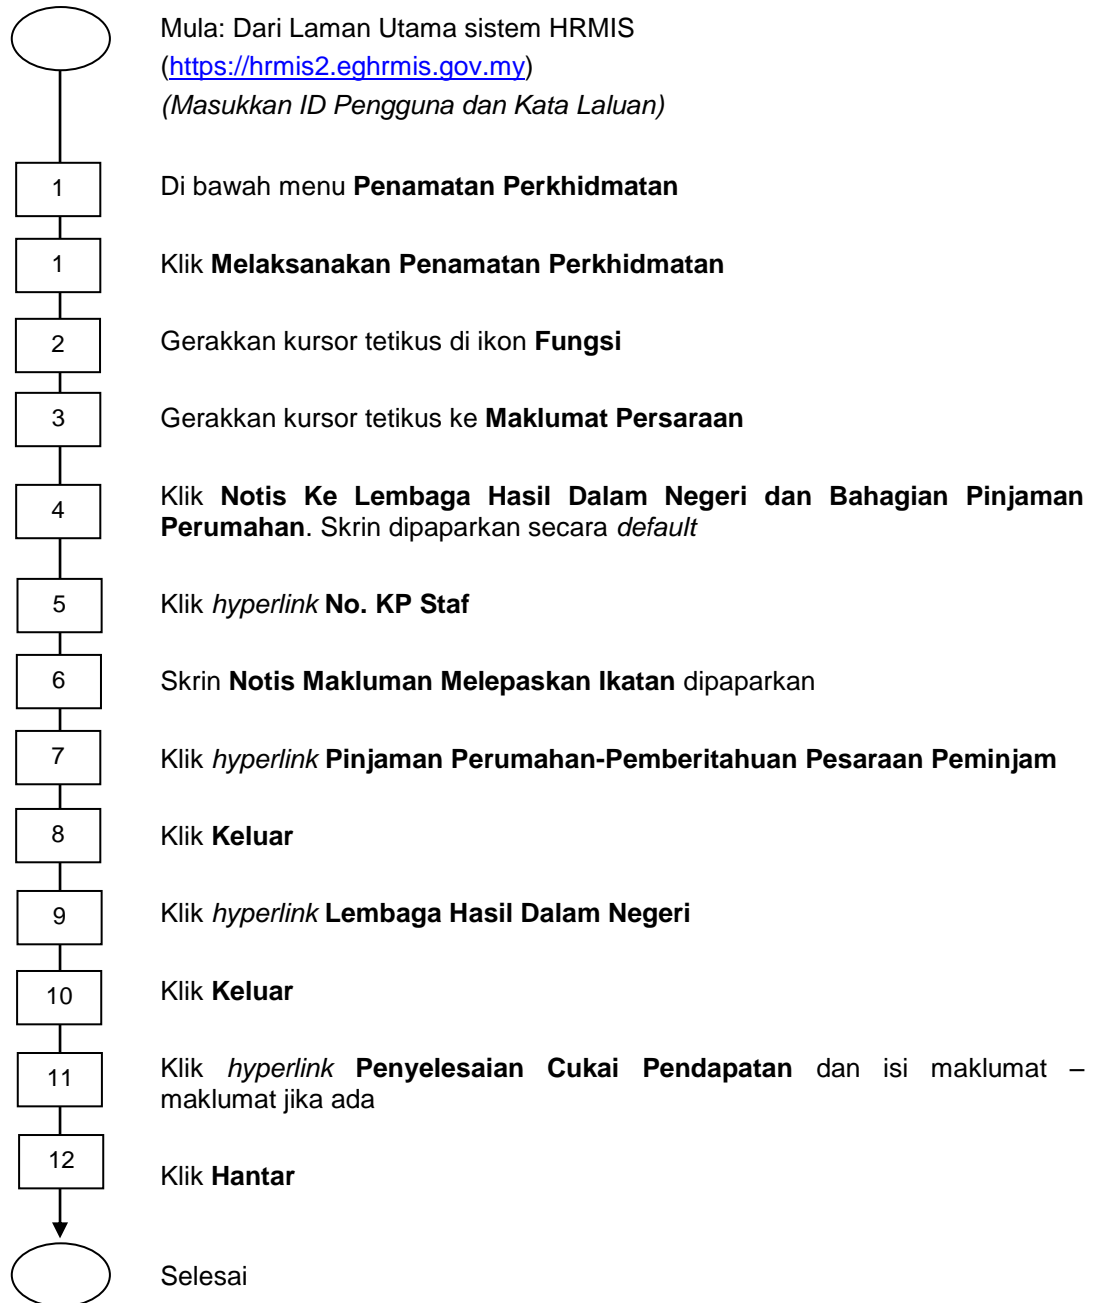 Mula: Dari Laman Utama sistem HRMIS
(https://hrmis2.eghrmis.gov.my)
(Masukkan ID Pengguna dan Kata Laluan)
1
Di bawah menu Penamatan Perkhidmatan
1
Klik Melaksanakan Penamatan Perkhidmatan
2
Gerakkan kursor tetikus di ikon Fungsi
3
Gerakkan kursor tetikus ke Maklumat Persaraan
4
Klik Notis Ke Lembaga Hasil Dalam Negeri dan Bahagian Pinjaman
Perumahan. Skrin dipaparkan secara default
5
Klik hyperlink No. KP Staf
6
Skrin Notis Makluman Melepaskan Ikatan dipaparkan
7
Klik hyperlink Pinjaman Perumahan-Pemberitahuan Pesaraan Peminjam
8
Klik Keluar
9
Klik hyperlink Lembaga Hasil Dalam Negeri
10
Klik Keluar
11
Klik hyperlink Penyelesaian Cukai Pendapatan dan isi maklumat –
maklumat jika ada
12
Klik Hantar
Selesai